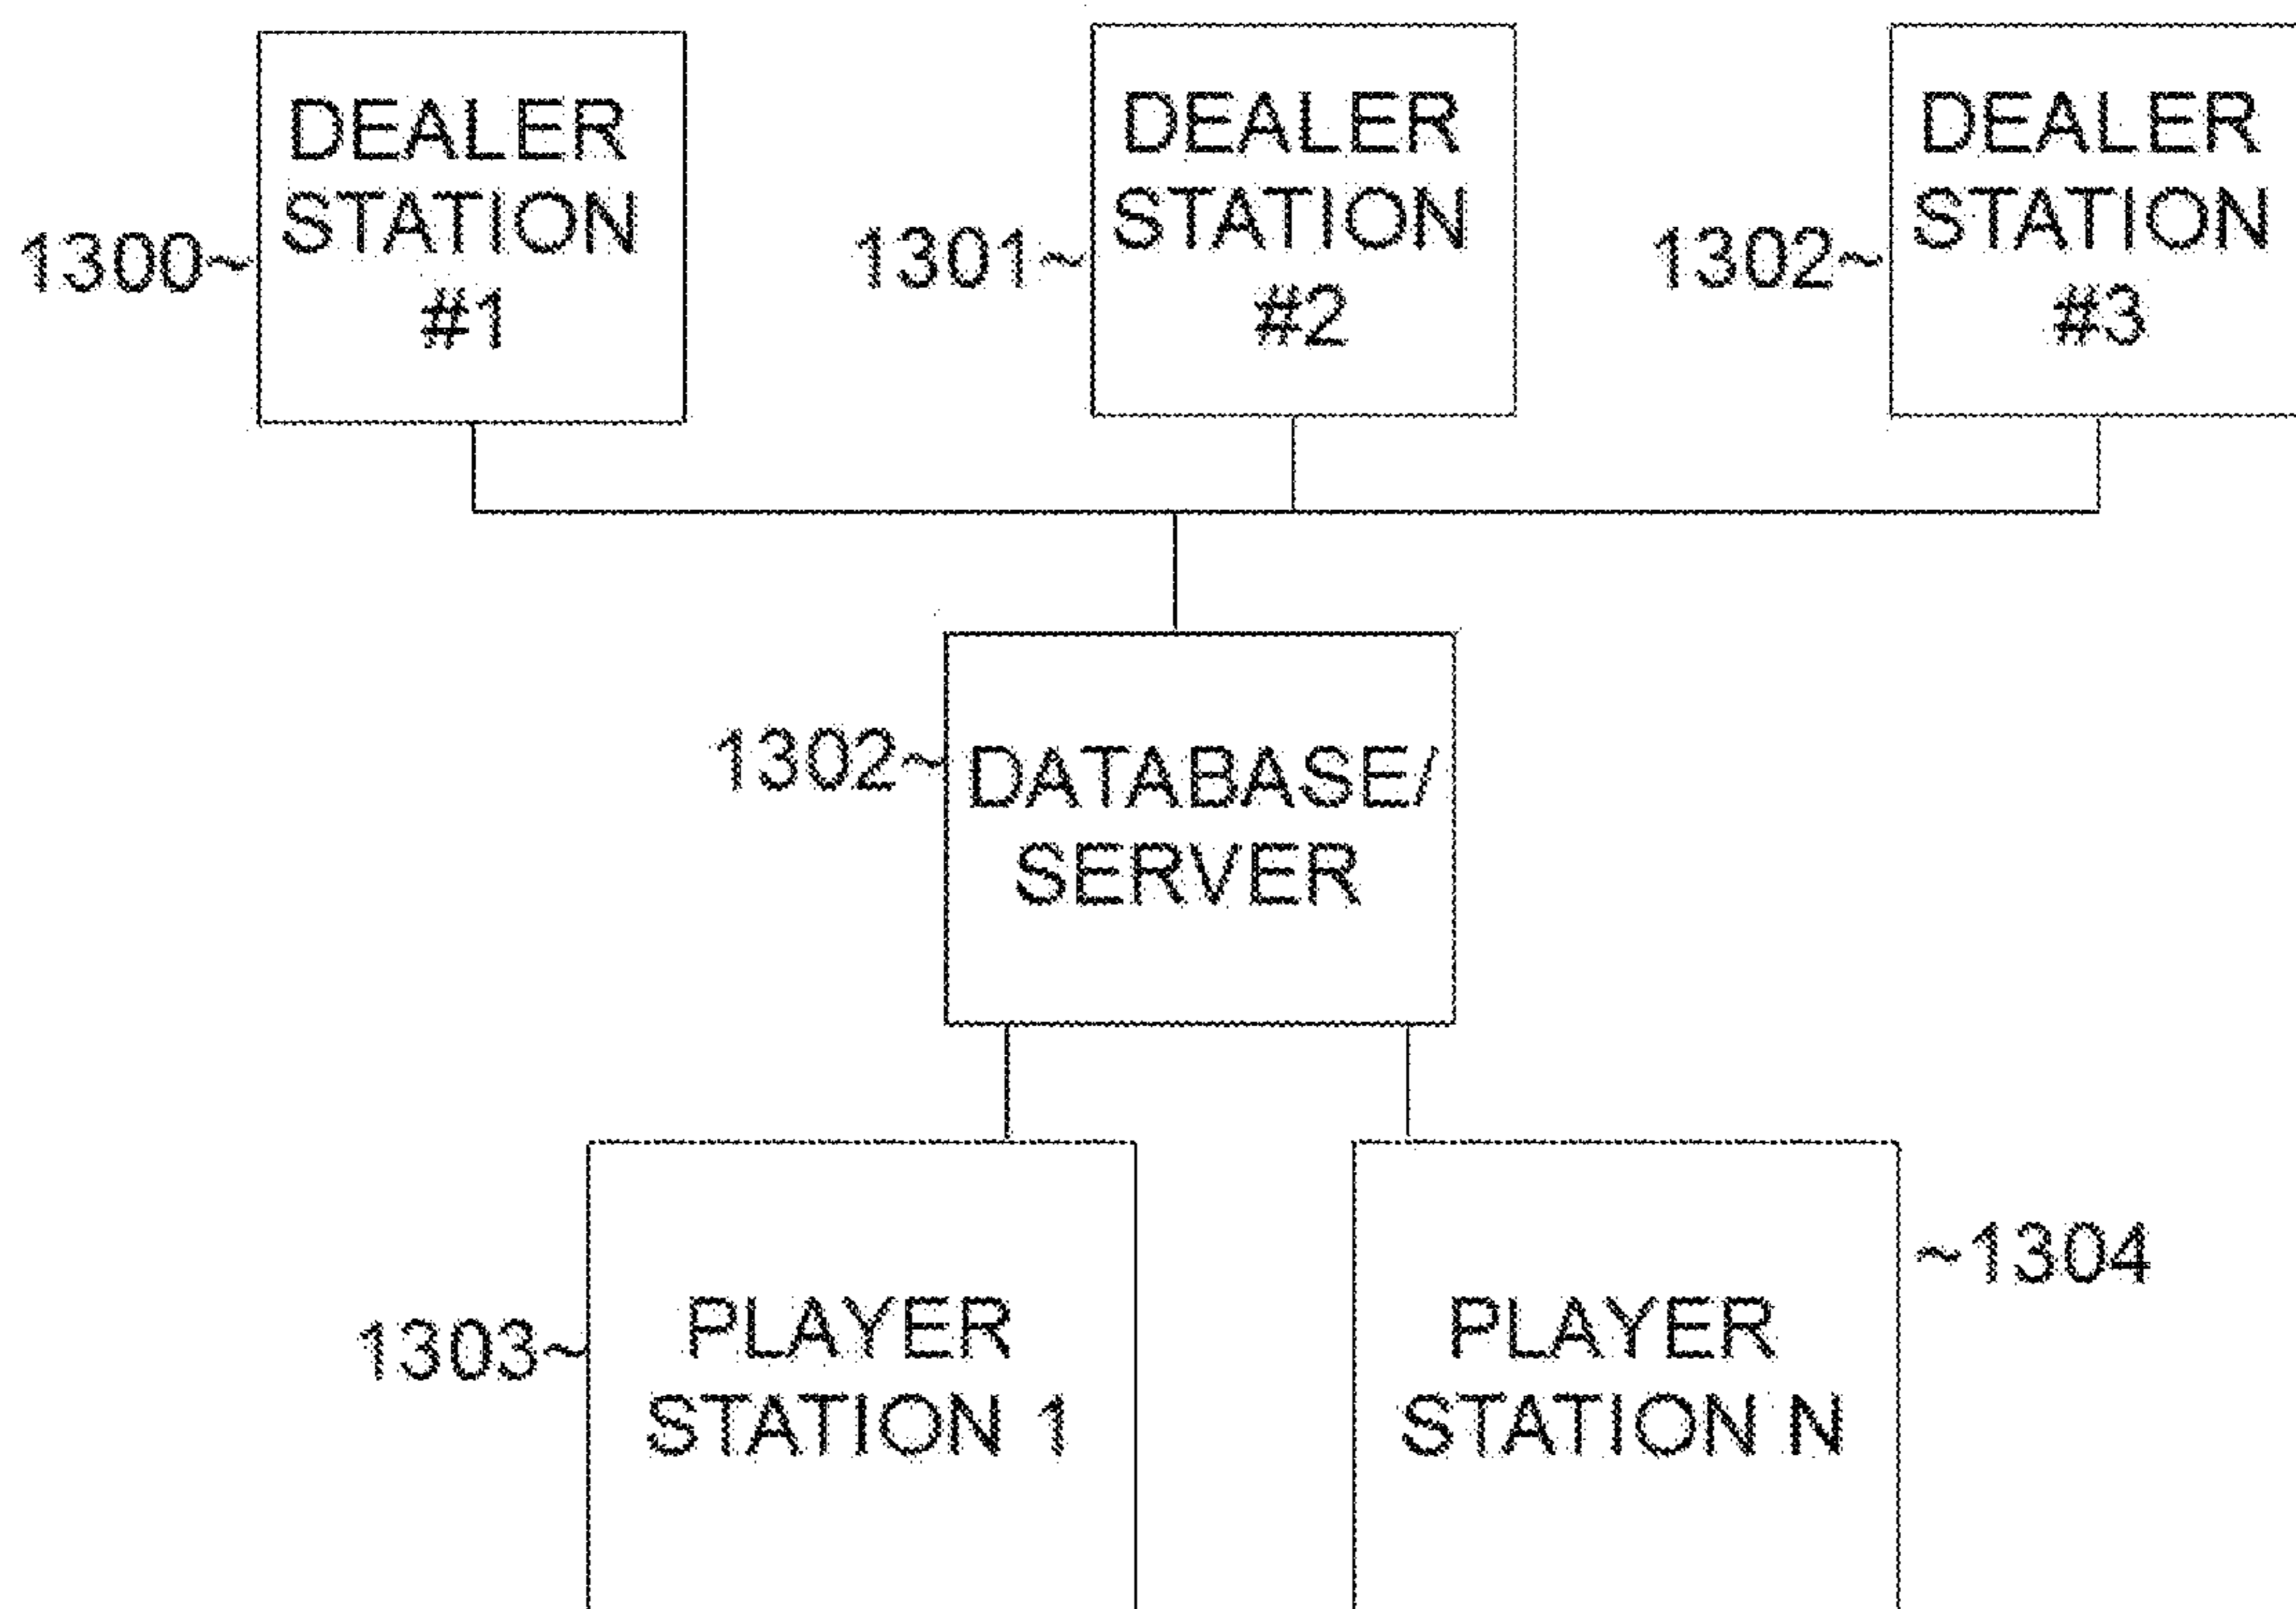 DEALER
STATION
#1
1300~
DEALER
STATION
#2
1301~
DEALER
STATION
#3
1302~
1302~
DATABASE/
SERVER
1303~
PLAYER
STATION 1
PLAYER
STATION N
~1304